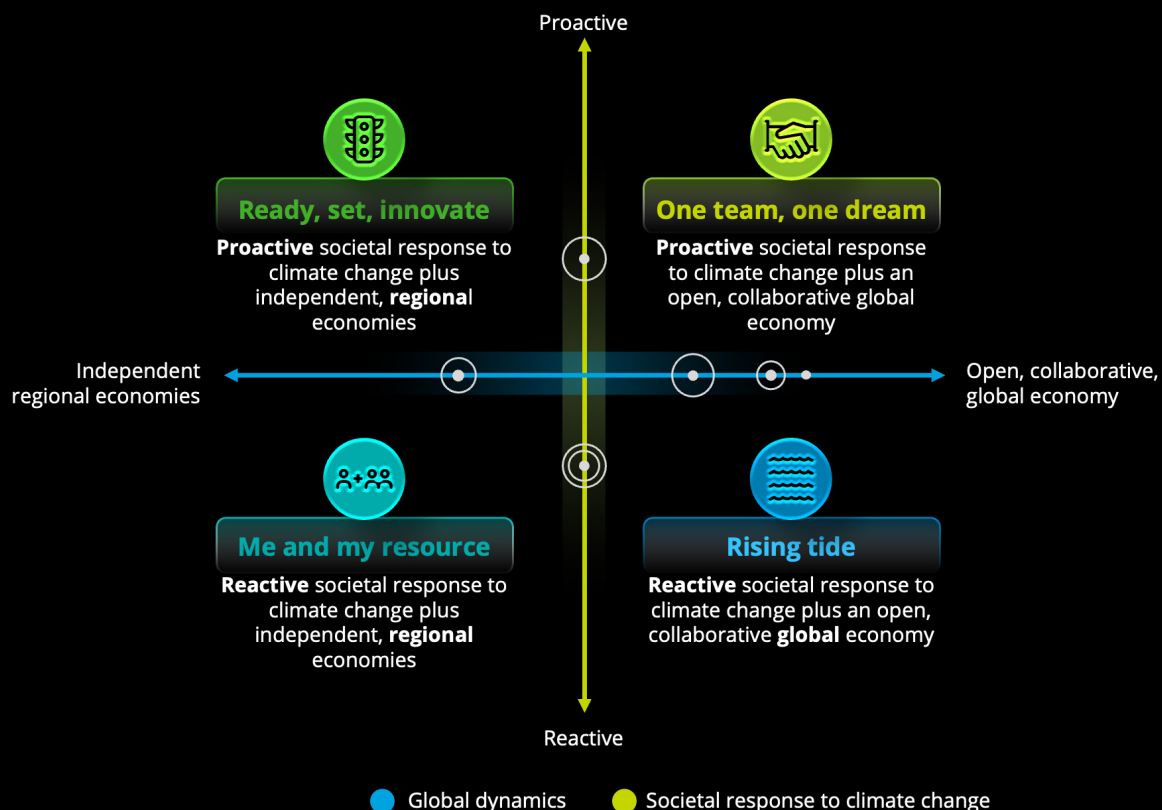 Proactive
Ready, set, innovate
Proactive societal response to
climate change plus
independent, regional
economies
One team, one dream
Proactive societal response
to climate change plus an
open, collaborative global
economy
Independent
regional economies
Open, collaborative,
global economy
Me and my resource
Reactive societal response to
climate change plus
independent, regional
economies
Rising tide
Reactive societal response to
climate change plus an open,
collaborative global economy
Reactive
Global dynamics
Societal response to climate change